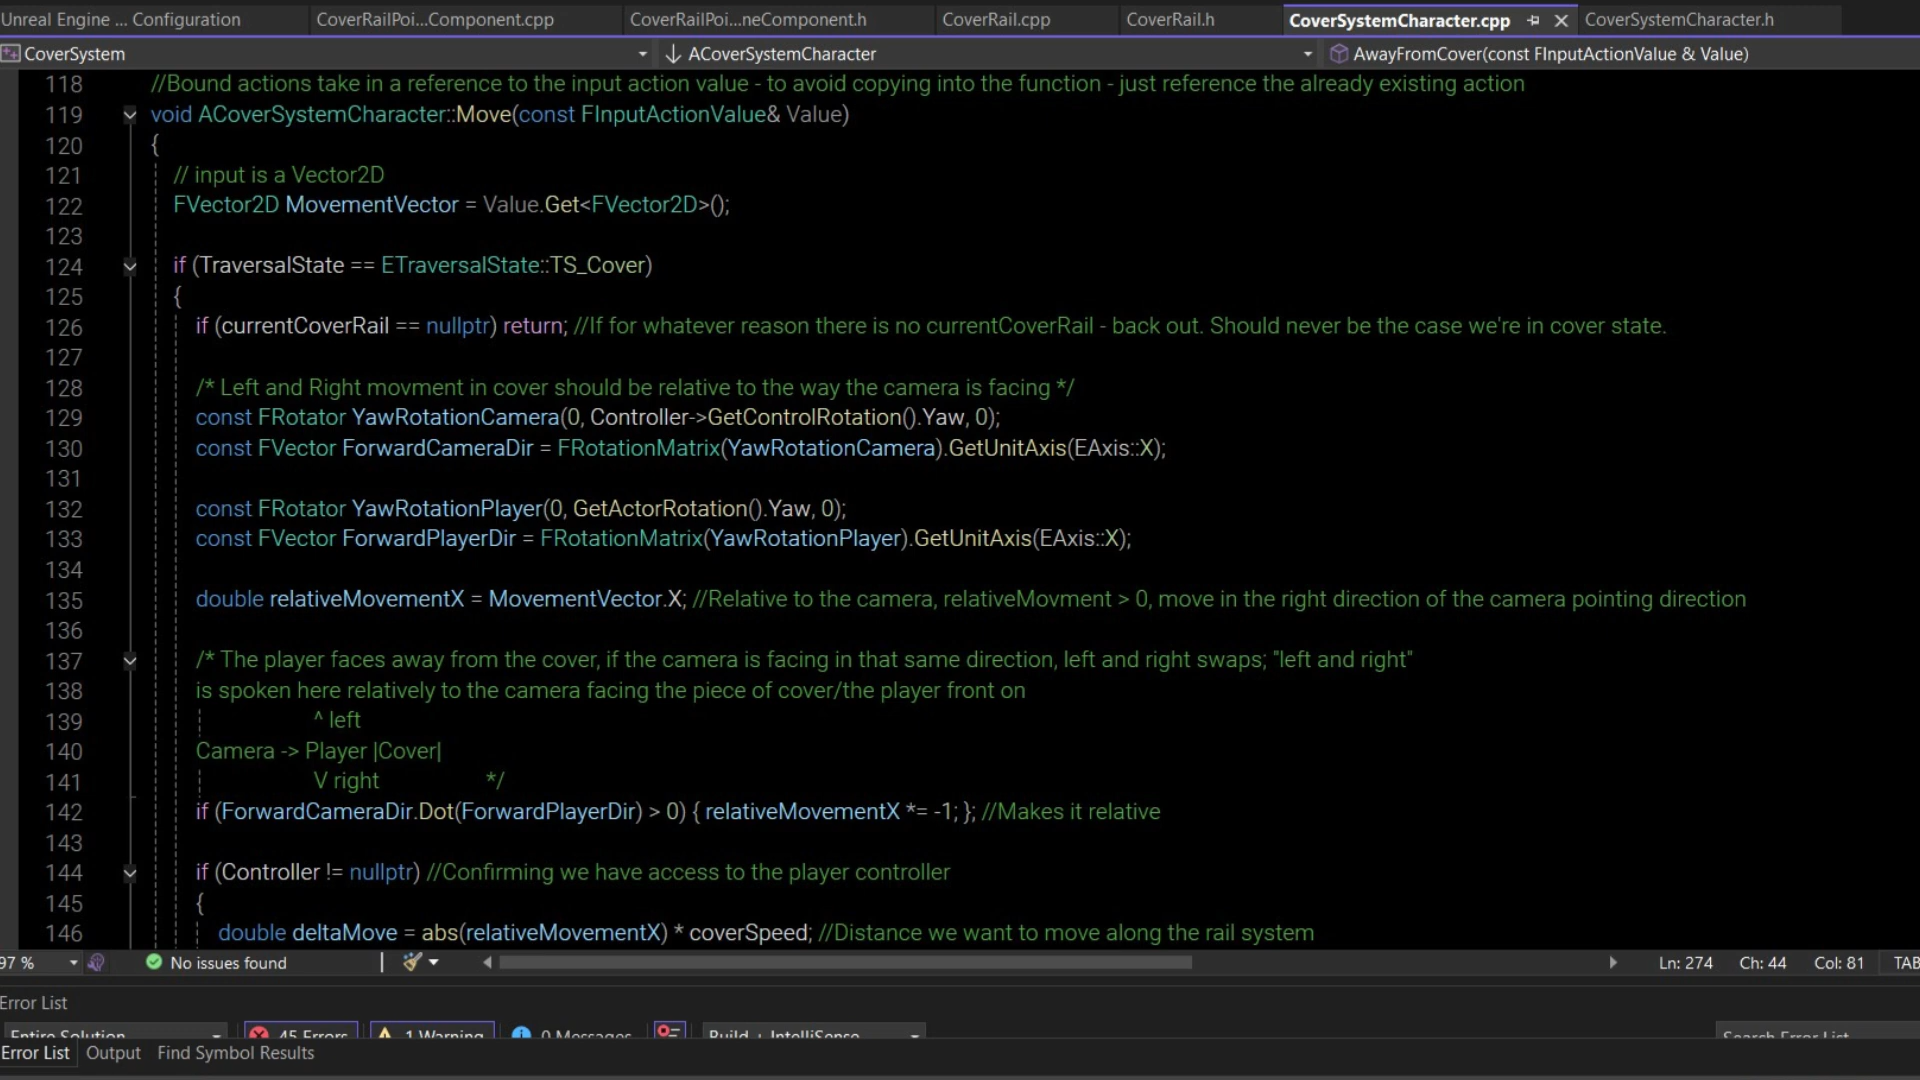 Unreal Engine ... Configuration CoverRailPoi...Component.cpp CoverRailPoi...neComponent.h CoverRail.cpp CoverRail.h CoverSystemCharacter.cpp CoverSystemCharacter.h
CoverSystem ACoverSystemCharacter AwayFromCover(const FInputActionValue & Value)
118 //Bound actions take in a reference to the input action value - to avoid copying into the function - just reference the already existing action
119 void ACoverSystemCharacter::Move(const FInputActionValue& Value)
120 {
121 // input is a Vector2D
122 FVector2D MovementVector = Value.Get<FVector2D>();
123
124 if (TraversalState == ETraversalState::TS_Cover)
125 {
126 if (currentCoverRail == nullptr) return; //If for whatever reason there is no currentCoverRail - back out. Should never be the case we're in cover state.
127
128 /* Left and Right movment in cover should be relative to the way the camera is facing */
129 const FRotator YawRotationCamera(0, Controller->GetControlRotation().Yaw, 0);
130 const FVector ForwardCameraDir = FRotationMatrix(YawRotationCamera).GetUnitAxis(EAxis::X);
131
132 const FRotator YawRotationPlayer(0, GetActorRotation().Yaw, 0);
133 const FVector ForwardPlayerDir = FRotationMatrix(YawRotationPlayer).GetUnitAxis(EAxis::X);
134
135 double relativeMovementX = MovementVector.X; //Relative to the camera, relativeMovment > 0, move in the right direction of the camera pointing direction
136
137 /* The player faces away from the cover, if the camera is facing in that same direction, left and right swaps; "left and right"
138 is spoken here relatively to the camera facing the piece of cover/the player front on
139 ^ left
140 Camera -> Player |Cover|
141 V right */
142 if (ForwardCameraDir.Dot(ForwardPlayerDir) > 0) { relativeMovementX *= -1; }; //Makes it relative
143
144 if (Controller != nullptr) //Confirming we have access to the player controller
145 {
146 double deltaMove = abs(relativeMovementX) * coverSpeed; //Distance we want to move along the rail system
97 % No issues found Ln: 274 Ch: 44 Col: 81 TAB
Error List
Entire Solution 45 Errors 1 Warning 0 Messages Build + IntelliSense Search Error List
Error List Output Find Symbol Results